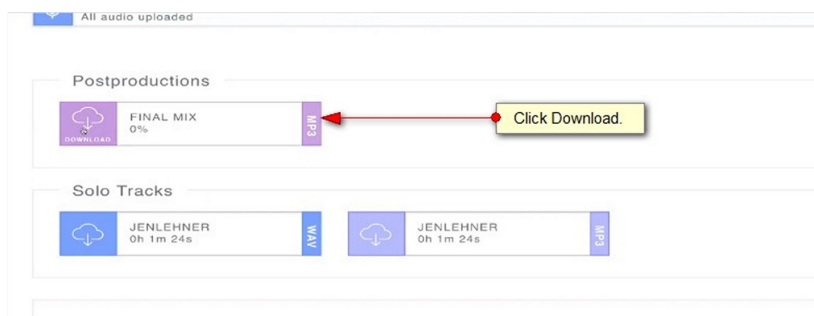 All audio uploaded
Postproductions
FINAL MIX
0%
DOWNLOAD
MP3
Click Download.
Solo Tracks
JENLEHNER
0h 1m 24s
WAV
JENLEHNER
0h 1m 24s
MP3